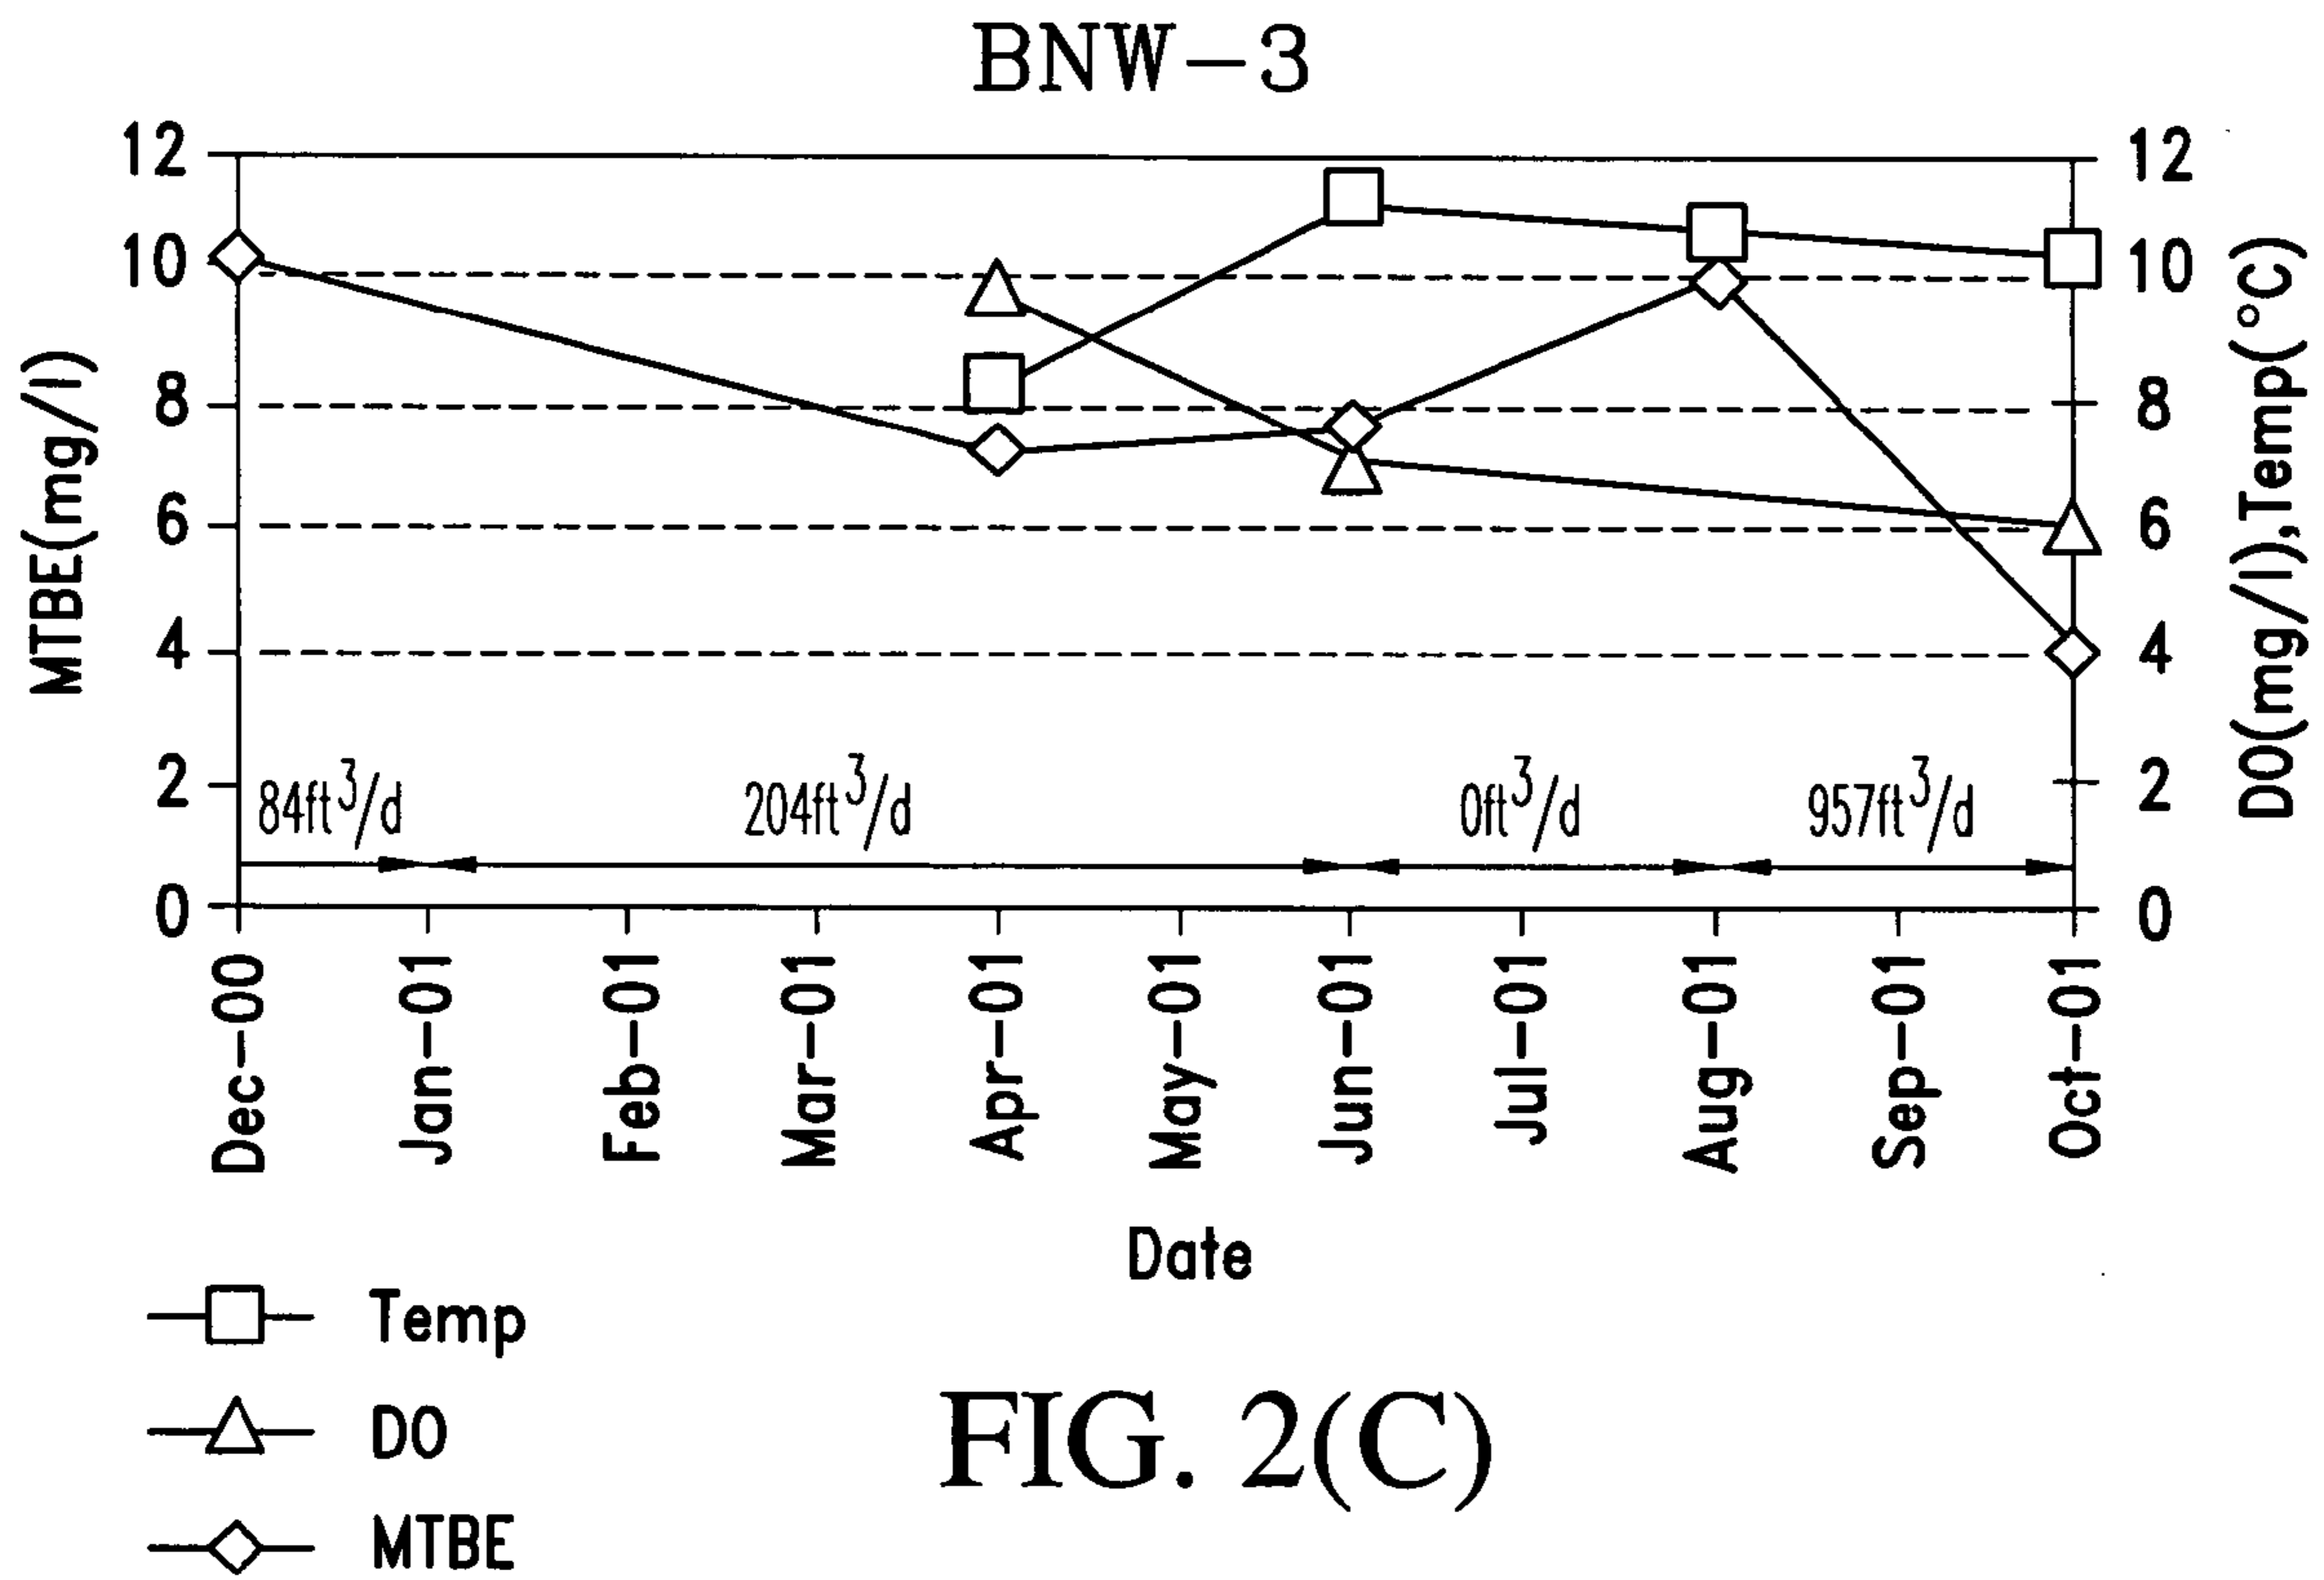 BNW-3
12
10
8
6
4
2
0
MTBE(mg/l)
12
10
8
6
4
2
0
DO(mg/l),Temp(°C)
84ft³/d
204ft³/d
0ft³/d
957ft³/d
Dec-00
Jan-01
Feb-01
Mar-01
Apr-01
May-01
Jun-01
Jul-01
Aug-01
Sep-01
Oct-01
Date
Temp
DO
MTBE
FIG. 2(C)